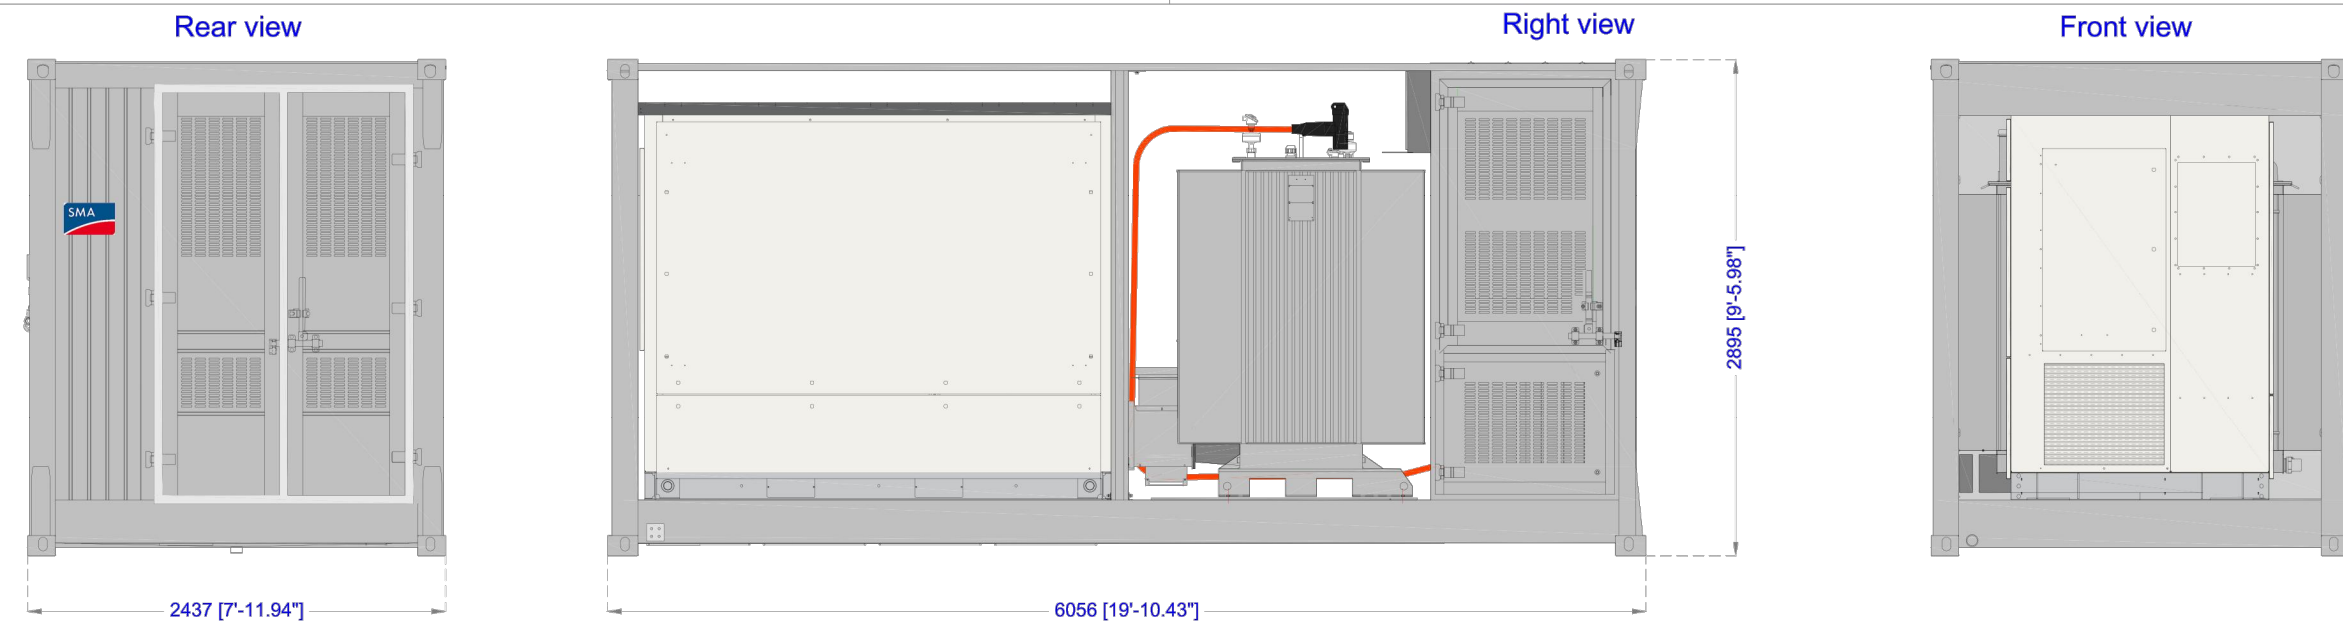 Rear view
Right view
Front view
SMA
2895 [9'-5.98"]
2437 [7'-11.94"]
6056 [19'-10.43"]